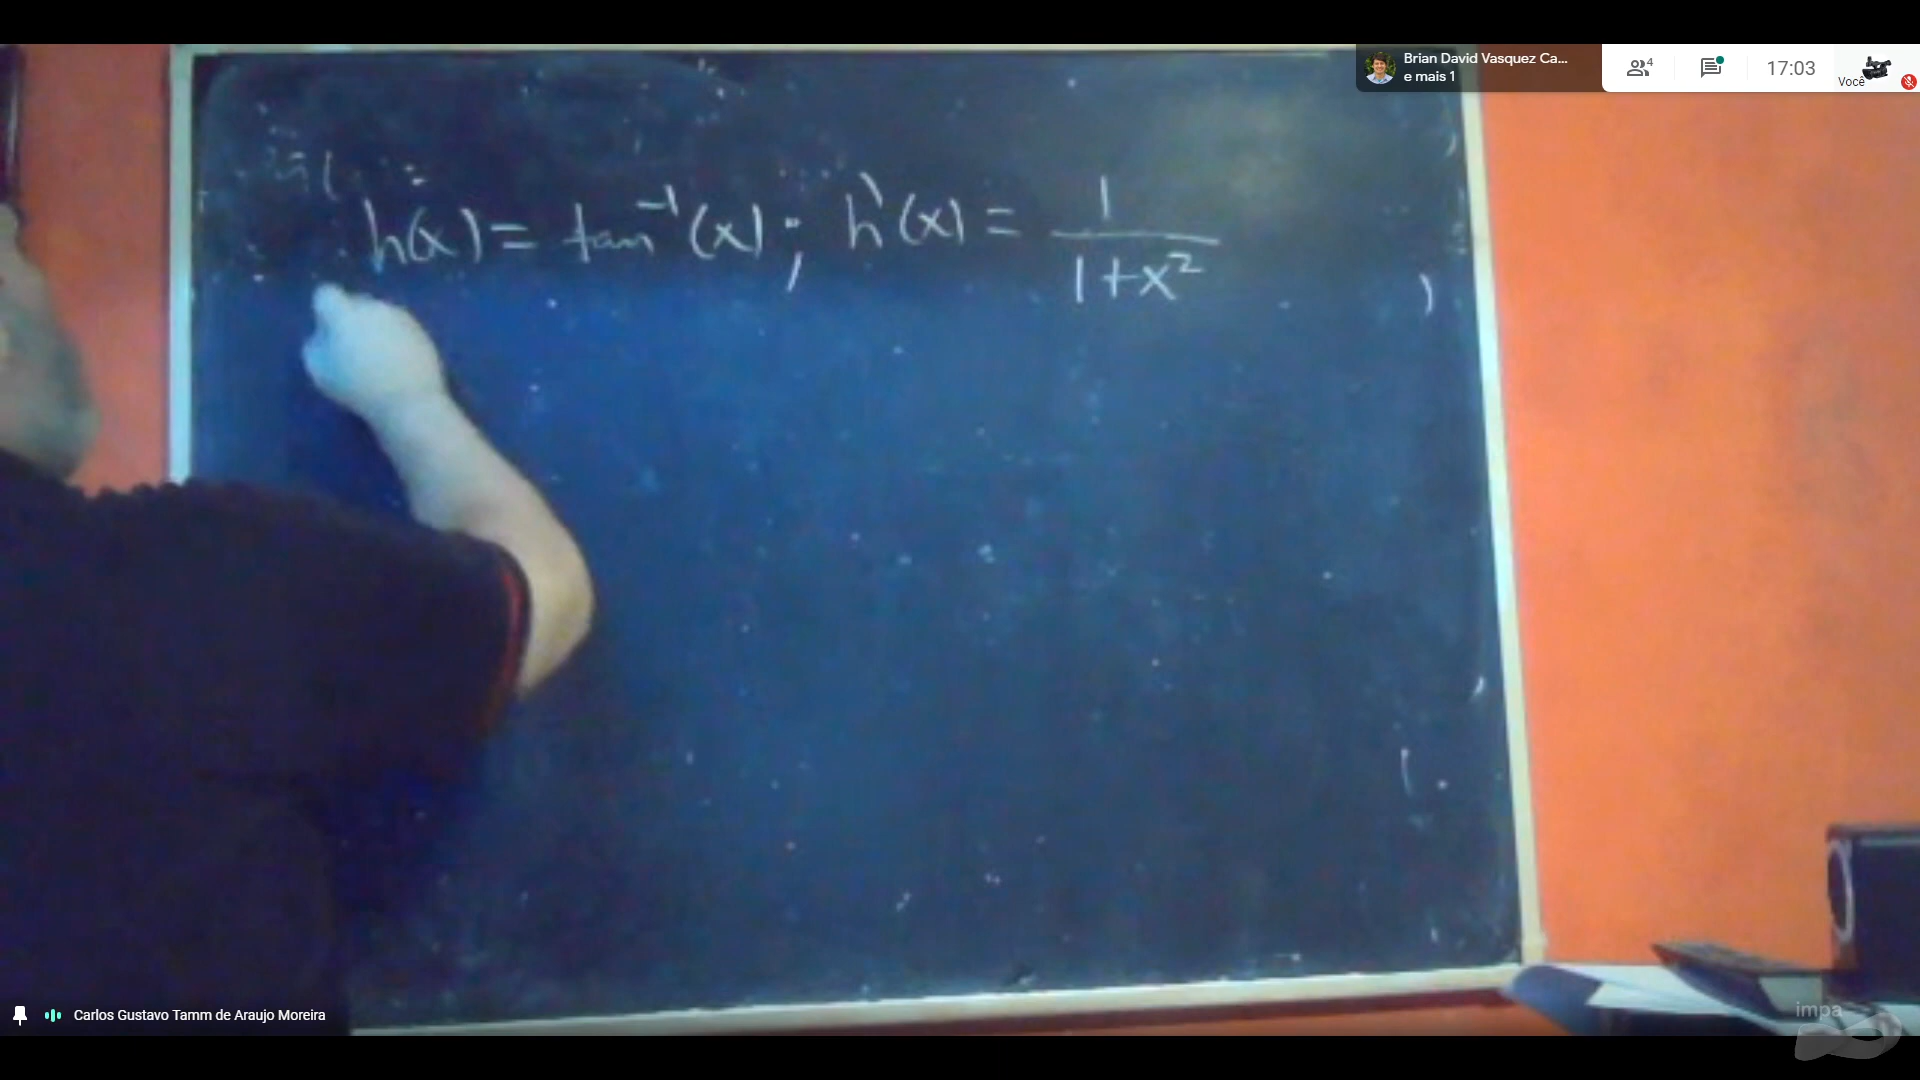 Brian David Vasquez Ca...
e mais 1
4
17:03
Você
h(x) = tan⁻¹(x); h'(x) = 1/(1+x²)
Carlos Gustavo Tamm de Araujo Moreira
impa